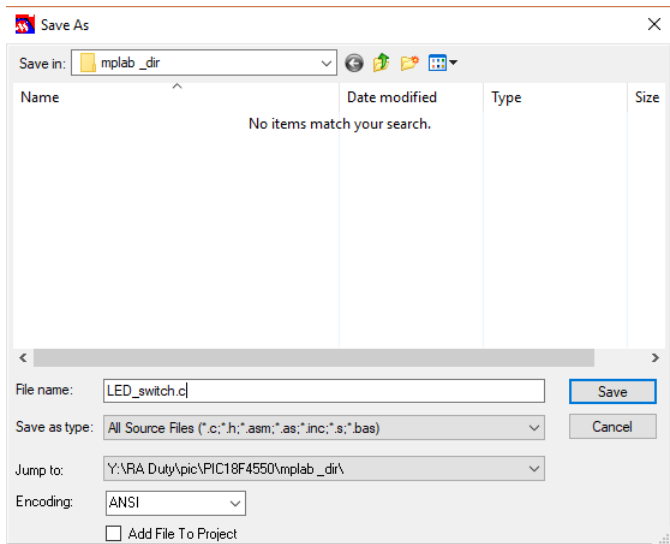 Save As
Save in: mplab _dir
Name Date modified Type Size
No items match your search.
File name: LED_switch.c
Save
Save as type: All Source Files (*.c;*.h;*.asm;*.as;*.inc;*.s;*.bas)
Cancel
Jump to: Y:\RA Duty\pic\PIC18F4550\mplab _dir\
Encoding: ANSI
Add File To Project